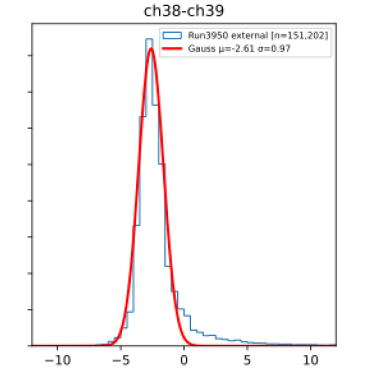 ch38-ch39
Run3950 external [n=151,202]
Gauss μ=-2.61 σ=0.97
−10 −5 0 5 10